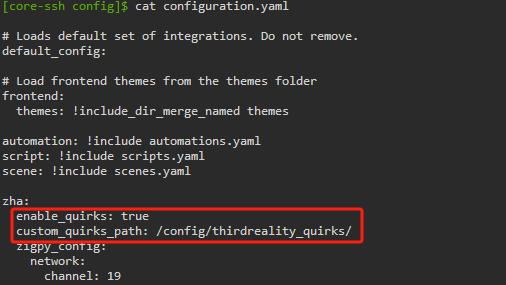 [core-ssh config]$ cat configuration.yaml
# Loads default set of integrations. Do not remove.
default_config:
# Load frontend themes from the themes folder
frontend:
  themes: !include_dir_merge_named themes
automation: !include automations.yaml
script: !include scripts.yaml
scene: !include scenes.yaml
zha:
  enable_quirks: true
  custom_quirks_path: /config/thirdreality_quirks/
  zigpy_config:
    network:
      channel: 19